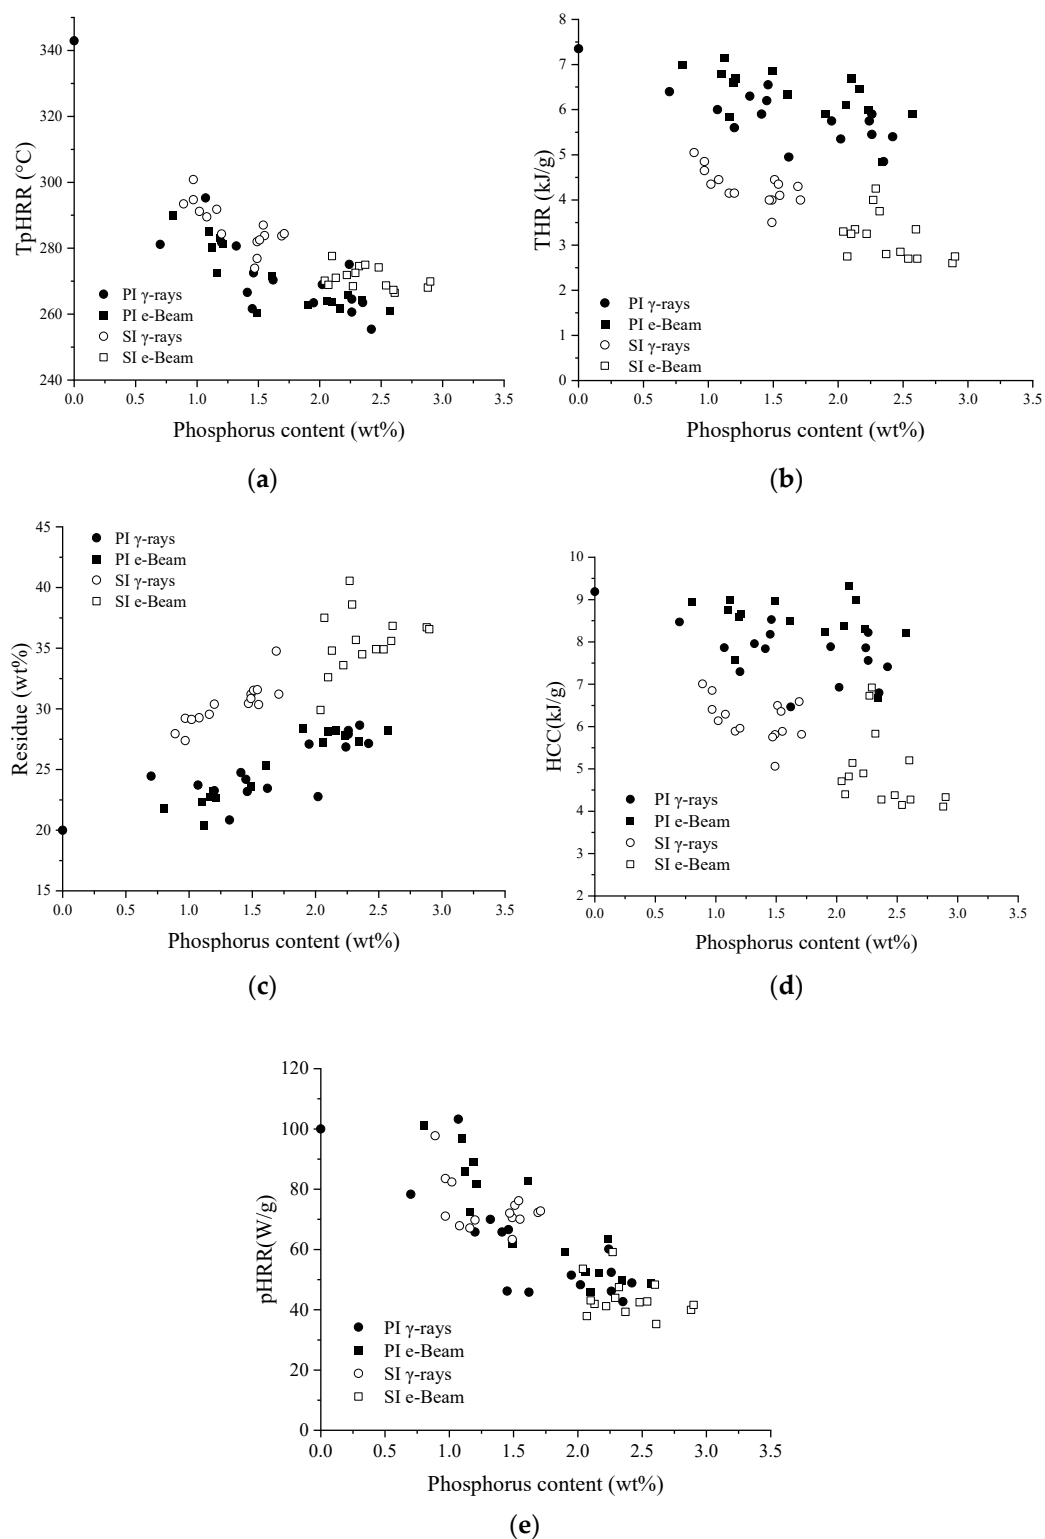 340
320
300
280
260
240
TpHRR (°C)
PI γ-rays
PI e-Beam
SI γ-rays
SI e-Beam
0.0 0.5 1.0 1.5 2.0 2.5 3.0 3.5
Phosphorus content (wt%)
(a)
8
7
6
5
4
3
2
1
0
THR (kJ/g)
PI γ-rays
PI e-Beam
SI γ-rays
SI e-Beam
0.0 0.5 1.0 1.5 2.0 2.5 3.0 3.5
Phosphorus content (wt%)
(b)
45
40
35
30
25
20
15
Residue (wt%)
PI γ-rays
PI e-Beam
SI γ-rays
SI e-Beam
0.0 0.5 1.0 1.5 2.0 2.5 3.0 3.5
Phosphorus content (wt%)
(c)
10
9
8
7
6
5
4
3
2
HCC(kJ/g)
PI γ-rays
PI e-Beam
SI γ-rays
SI e-Beam
0.0 0.5 1.0 1.5 2.0 2.5 3.0 3.5
Phosphorus content (wt%)
(d)
120
100
80
60
40
20
0
pHRR(W/g)
PI γ-rays
PI e-Beam
SI γ-rays
SI e-Beam
0.0 0.5 1.0 1.5 2.0 2.5 3.0 3.5
Phosphorus content (wt%)
(e)